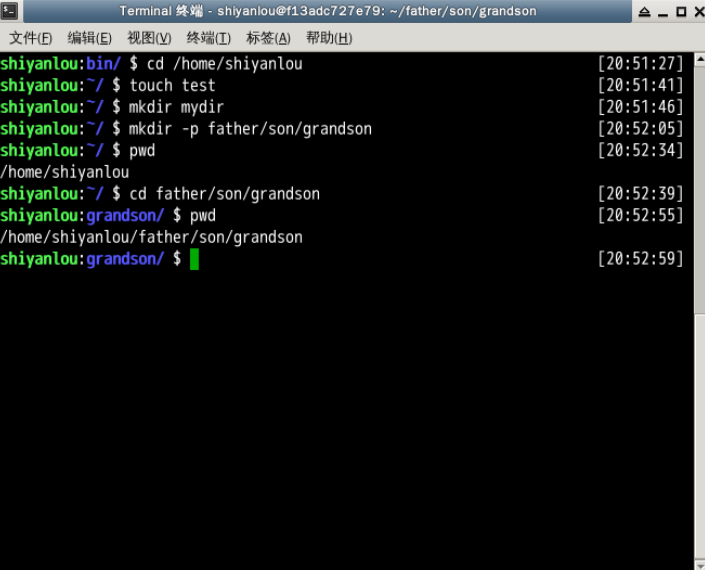 Terminal 终端 - shiyanlou@f13adc727e79: ~/father/son/grandson
文件(F) 编辑(E) 视图(V) 终端(T) 标签(A) 帮助(H)
shiyanlou:bin/ $ cd /home/shiyanlou [20:51:27]
shiyanlou:~/ $ touch test [20:51:41]
shiyanlou:~/ $ mkdir mydir [20:51:46]
shiyanlou:~/ $ mkdir -p father/son/grandson [20:52:05]
shiyanlou:~/ $ pwd [20:52:34]
/home/shiyanlou
shiyanlou:~/ $ cd father/son/grandson [20:52:39]
shiyanlou:grandson/ $ pwd [20:52:55]
/home/shiyanlou/father/son/grandson
shiyanlou:grandson/ $ [20:52:59]